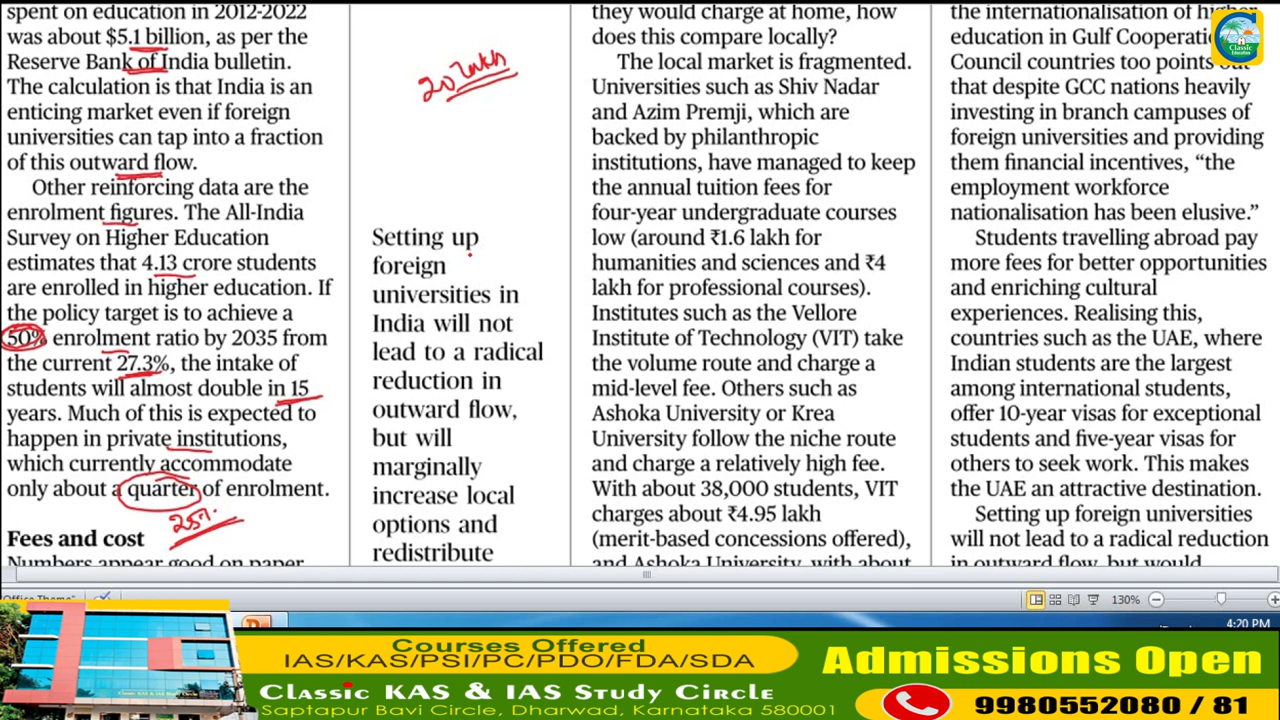 spent on education in 2012-2022
was about $5.1 billion, as per the
Reserve Bank of India bulletin.
The calculation is that India is an
enticing market even if foreign
universities can tap into a fraction
of this outward flow.
Other reinforcing data are the
enrolment figures. The All-India
Survey on Higher Education
estimates that 4.13 crore students
are enrolled in higher education. If
the policy target is to achieve a
50% enrolment ratio by 2035 from
the current 27.3%, the intake of
students will almost double in 15
years. Much of this is expected to
happen in private institutions,
which currently accommodate
only about a quarter of enrolment.
25%
Fees and cost
Numbers appear good on paper
20 lakh
Setting up
foreign
universities in
India will not
lead to a radical
reduction in
outward flow,
but will
marginally
increase local
options and
redistribute
they would charge at home, how
does this compare locally?
The local market is fragmented.
Universities such as Shiv Nadar
and Azim Premji, which are
backed by philanthropic
institutions, have managed to keep
the annual tuition fees for
four-year undergraduate courses
low (around ₹1.6 lakh for
humanities and sciences and ₹4
lakh for professional courses).
Institutes such as the Vellore
Institute of Technology (VIT) take
the volume route and charge a
mid-level fee. Others such as
Ashoka University or Krea
University follow the niche route
and charge a relatively high fee.
With about 38,000 students, VIT
charges about ₹4.95 lakh
(merit-based concessions offered),
and Ashoka University, with about
the internationalisation of higher
education in Gulf Cooperation
Council countries too points out
that despite GCC nations heavily
investing in branch campuses of
foreign universities and providing
them financial incentives, “the
employment workforce
nationalisation has been elusive.”
Students travelling abroad pay
more fees for better opportunities
and enriching cultural
experiences. Realising this,
countries such as the UAE, where
Indian students are the largest
among international students,
offer 10-year visas for exceptional
students and five-year visas for
others to seek work. This makes
the UAE an attractive destination.
Setting up foreign universities
will not lead to a radical reduction
in outward flow, but would
Classic
Education
Office Theme"
130%
4:20 PM
Courses Offered
IAS/KAS/PSI/PC/PDO/FDA/SDA
Classic KAS & IAS Study Circle
Saptapur Bavi Circle, Dharwad, Karnataka 580001
Admissions Open
9980552080 / 81